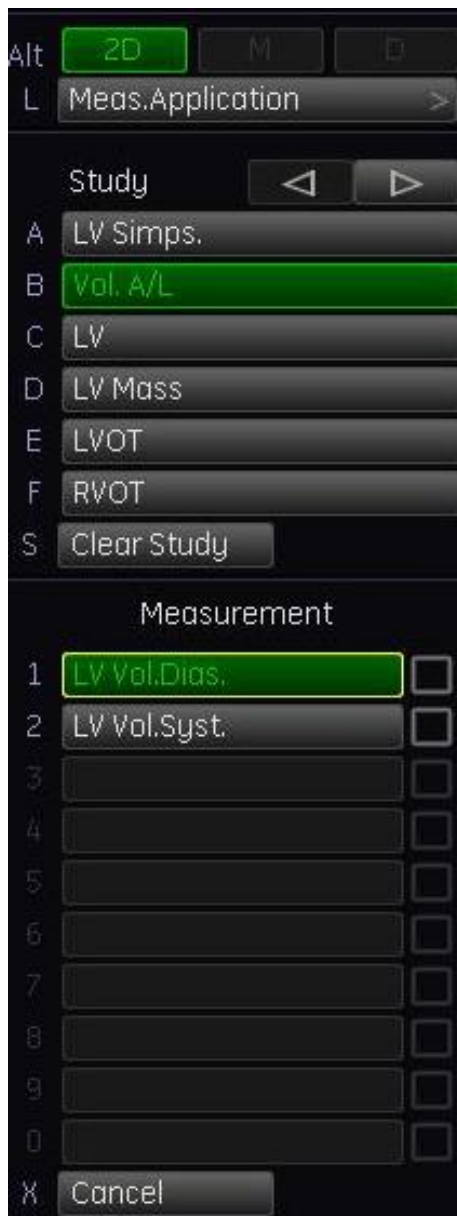 Alt 2D M D
L Meas.Application >
Study
A LV Simps.
B Vol. A/L
C LV
D LV Mass
E LVOT
F RVOT
S Clear Study
Measurement
1 LV Vol.Dias.
2 LV Vol.Syst.
3
4
5
6
7
8
9
0
X Cancel